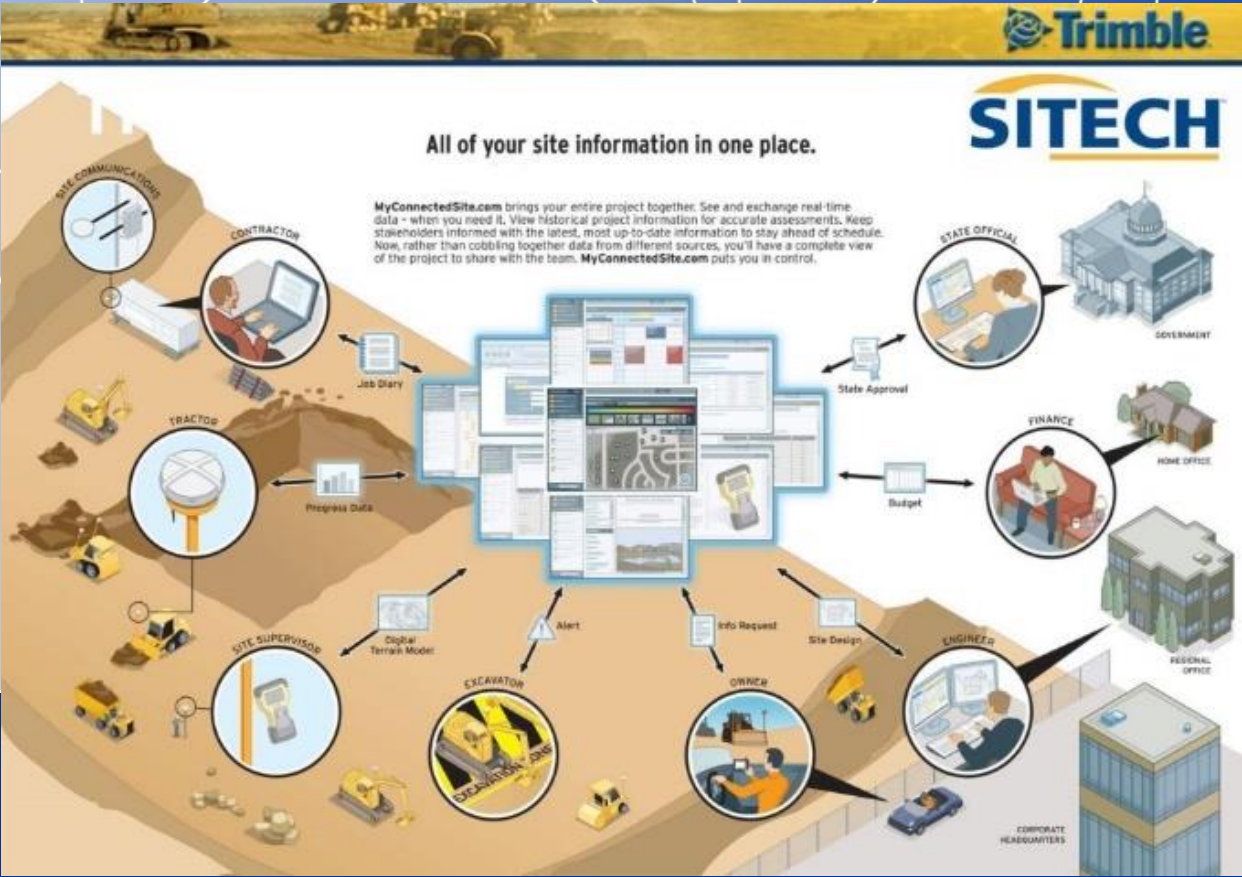 Trimble
SITECH
All of your site information in one place.
MyConnectedSite.com brings your entire project together. See and exchange real-time
data - when you need it. View historical project information for accurate assessments. Keep
stakeholders informed with the latest, most up-to-date information to stay ahead of schedule.
Now, rather than cobbling together data from different sources, you'll have a complete view
of the project to share with the team. MyConnectedSite.com puts you in control.
SITE COMMUNICATIONS
CONTRACTOR
STATE OFFICIAL
GOVERNMENT
Job Diary
State Approval
TRACTOR
FINANCE
HOME OFFICE
Progress Data
Budget
Digital
Terrain Model
Alert
Info Request
Site Design
SITE SUPERVISOR
EXCAVATOR
OWNER
ENGINEER
REGIONAL
OFFICE
EXCAVATION
CORPORATE
HEADQUARTERS